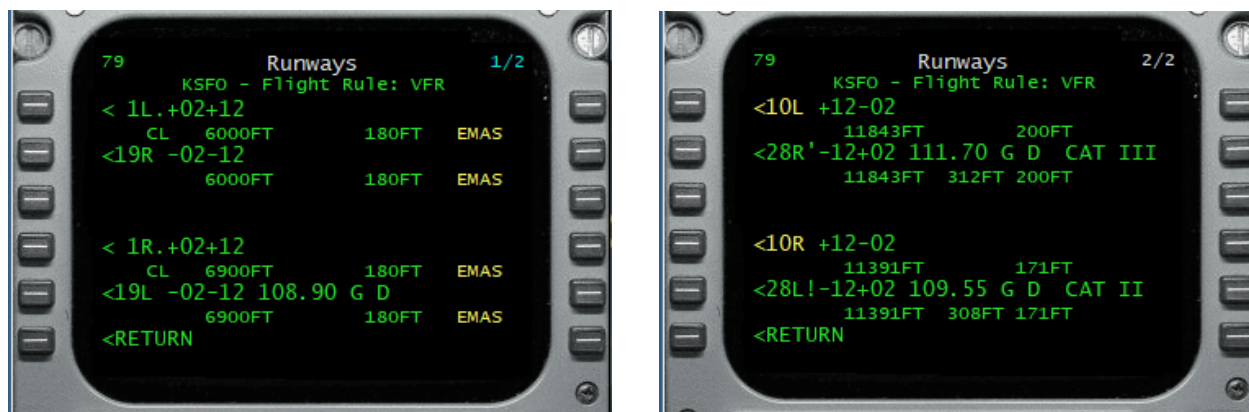 79 Runways 1/2
KSFO - Flight Rule: VFR
< 1L.+02+12
CL 6000FT 180FT EMAS
<19R -02-12
6000FT 180FT EMAS
< 1R.+02+12
CL 6900FT 180FT EMAS
<19L -02-12 108.90 G D
6900FT 180FT EMAS
<RETURN
79 Runways 2/2
KSFO - Flight Rule: VFR
<10L +12-02
11843FT 200FT
<28R'-12+02 111.70 G D CAT III
11843FT 312FT 200FT
<10R +12-02
11391FT 171FT
<28L!-12+02 109.55 G D CAT II
11391FT 308FT 171FT
<RETURN